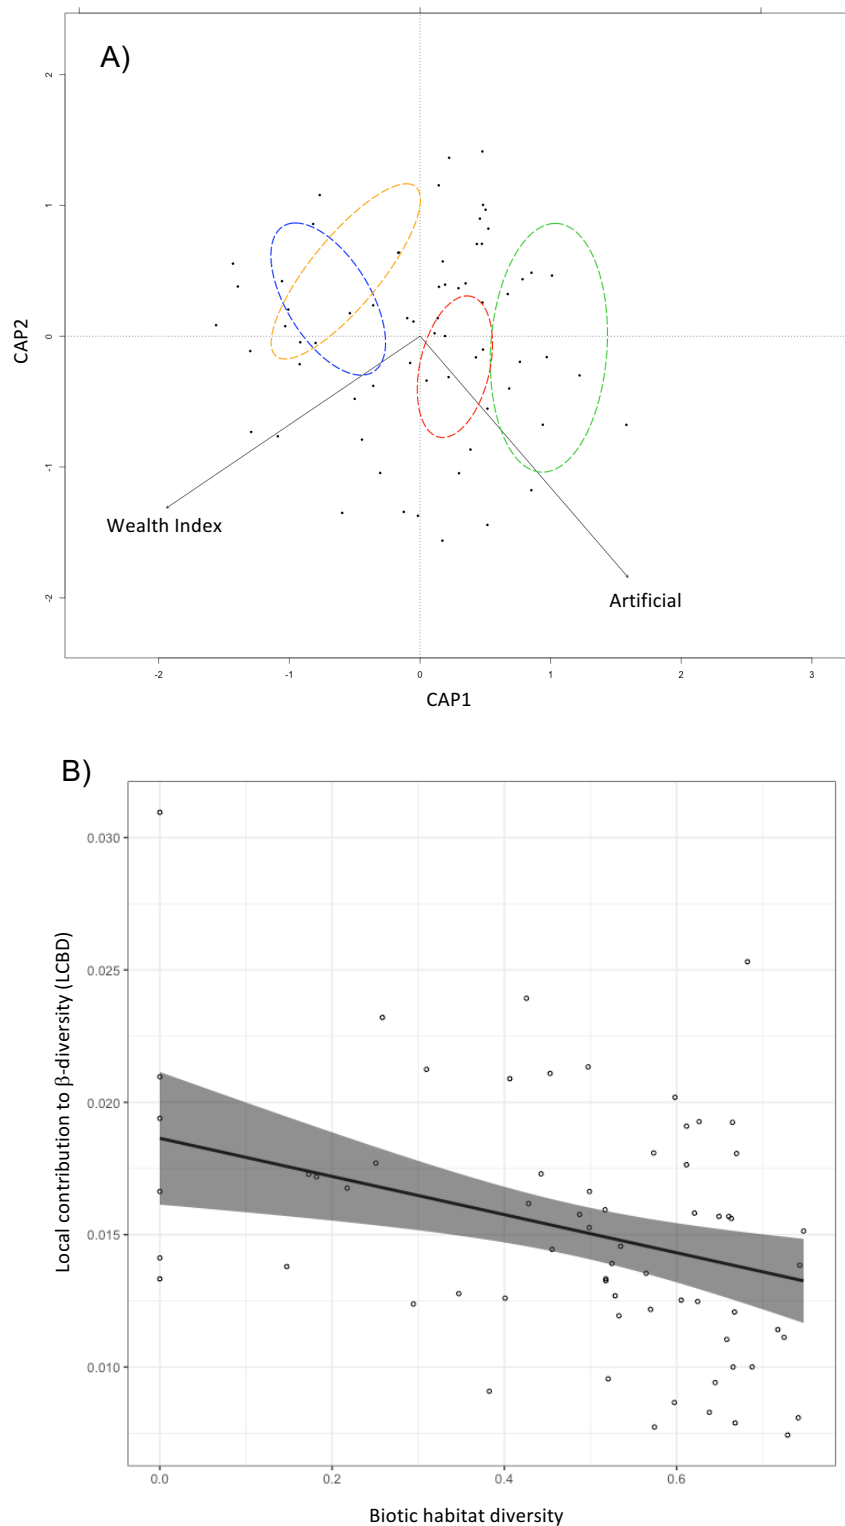 A)
2
1
0
-1
-2
CAP2
Wealth Index
Artificial
-2
-1
0
1
2
3
CAP1
B)
0.030
0.025
0.020
0.015
0.010
Local contribution to β-diversity (LCBD)
0.0
0.2
0.4
0.6
Biotic habitat diversity